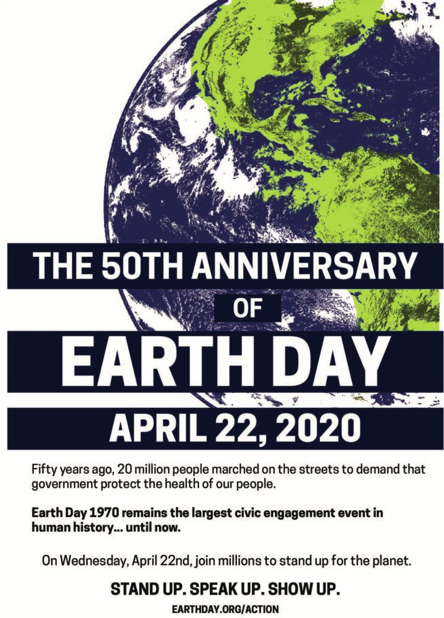 THE 50TH ANNIVERSARY
OF
EARTH DAY
APRIL 22, 2020
Fifty years ago, 20 million people marched on the streets to demand that
government protect the health of our people.
Earth Day 1970 remains the largest civic engagement event in
human history... until now.
On Wednesday, April 22nd, join millions to stand up for the planet.
STAND UP. SPEAK UP. SHOW UP.
EARTHDAY.ORG/ACTION